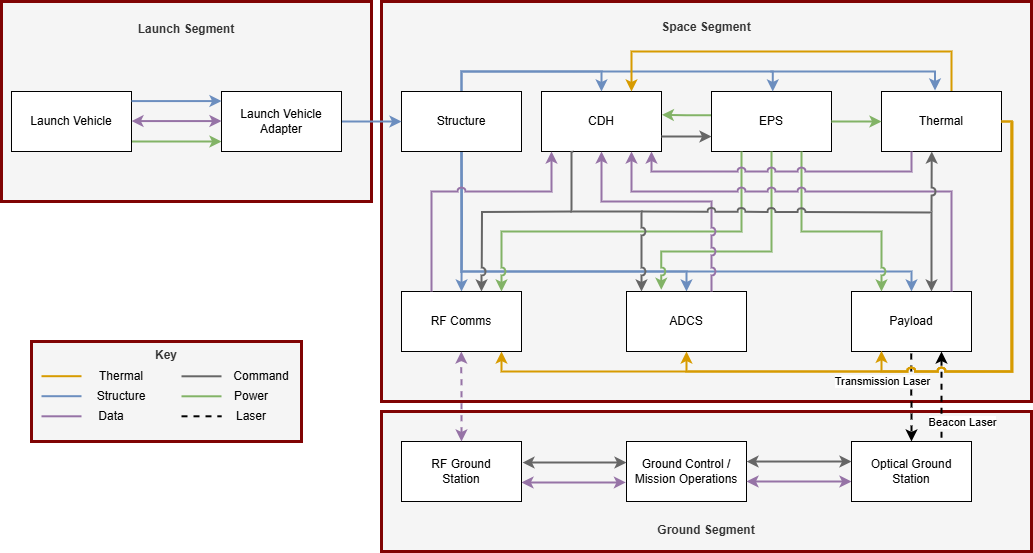 Launch Segment
Space Segment
Launch Vehicle
Launch Vehicle
Adapter
Structure
CDH
EPS
Thermal
RF Comms
ADCS
Payload
Key
Thermal
Command
Structure
Power
Data
Laser
Transmission Laser
Beacon Laser
RF Ground
Station
Ground Control /
Mission Operations
Optical Ground
Station
Ground Segment